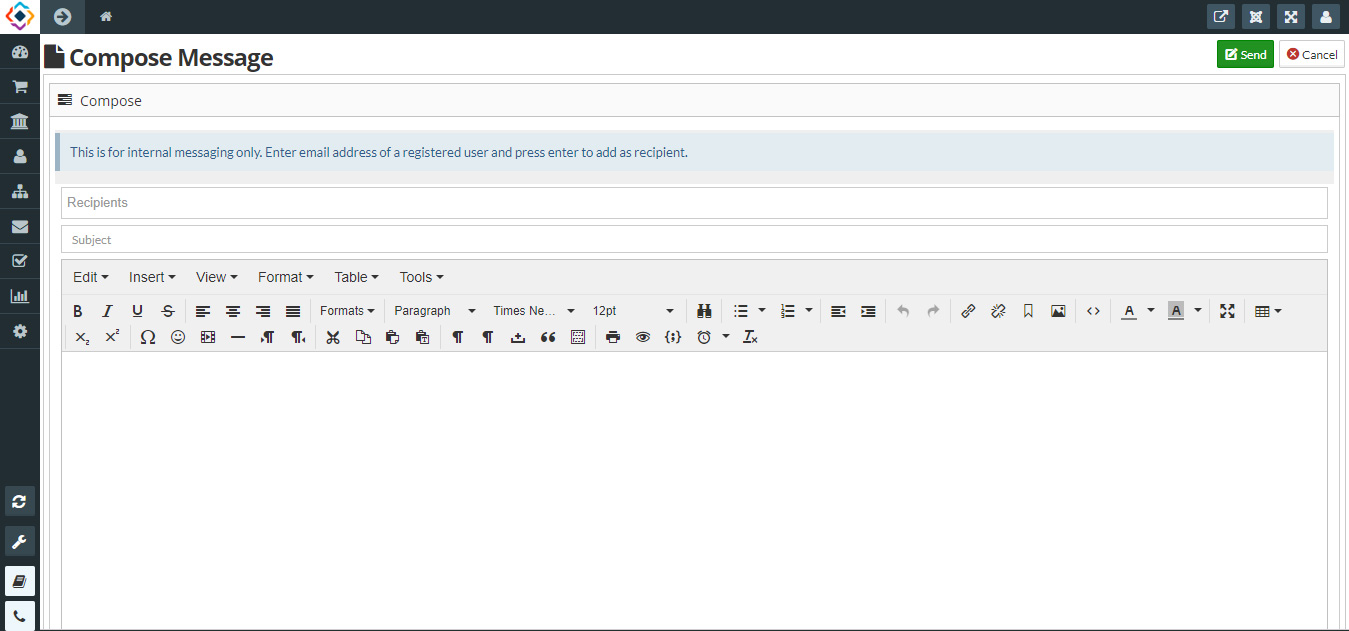 Compose Message
Send
Cancel
Compose
This is for internal messaging only. Enter email address of a registered user and press enter to add as recipient.
Recipients
Subject
Edit Insert View Format Table Tools
B I U S Formats Paragraph Times Ne... 12pt A A